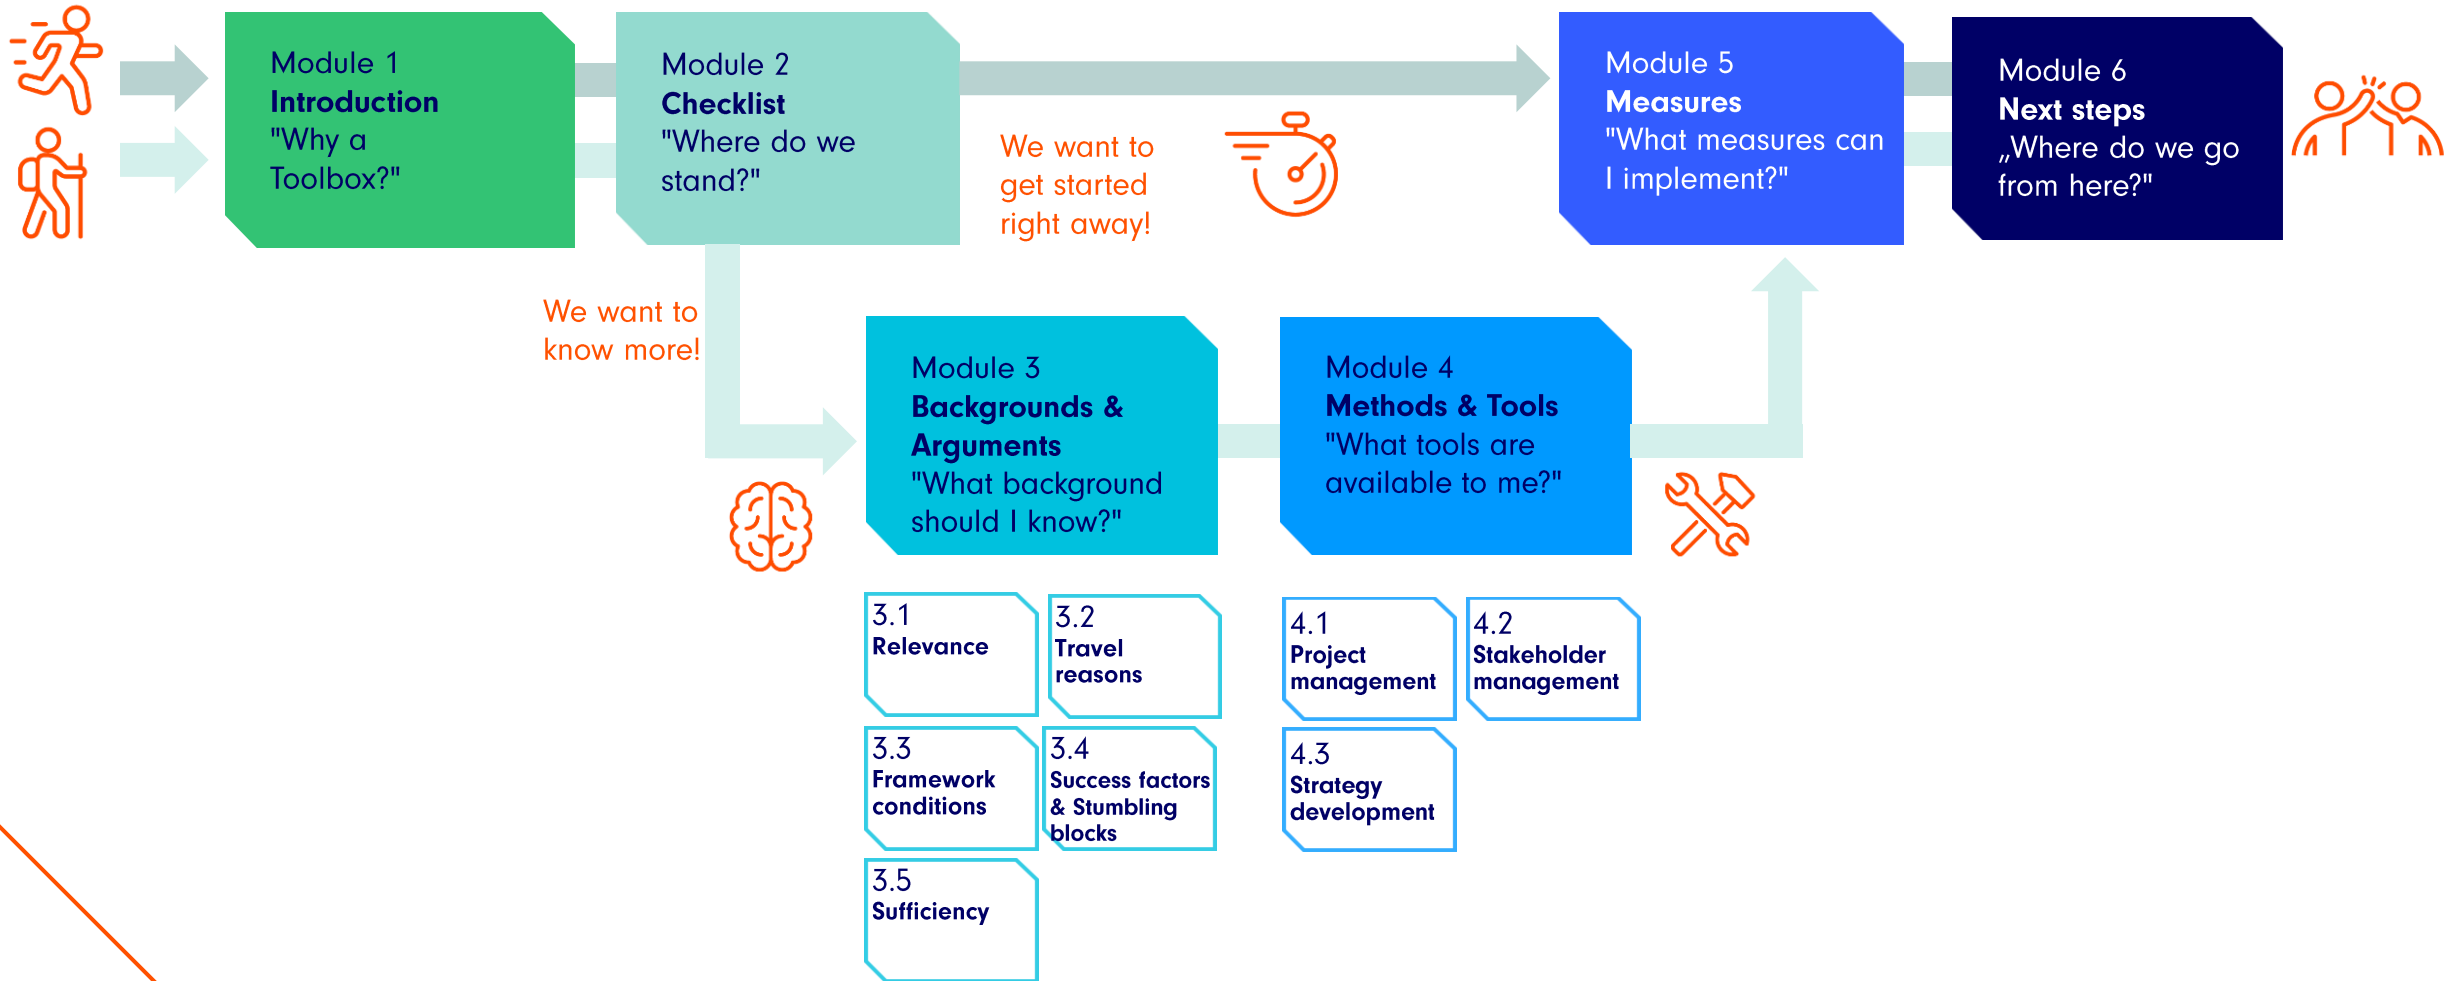 Module 1
Introduction
"Why a
Toolbox?"
Module 2
Checklist
"Where do we
stand?"
We want to
get started
right away!
Module 5
Measures
"What measures can
I implement?"
Module 6
Next steps
„Where do we go
from here?"
We want to
know more!
Module 3
Backgrounds &
Arguments
"What background
should I know?"
Module 4
Methods & Tools
"What tools are
available to me?"
3.1
Relevance
3.2
Travel
reasons
3.3
Framework
conditions
3.4
Success factors
& Stumbling
blocks
3.5
Sufficiency
4.1
Project
management
4.2
Stakeholder
management
4.3
Strategy
development